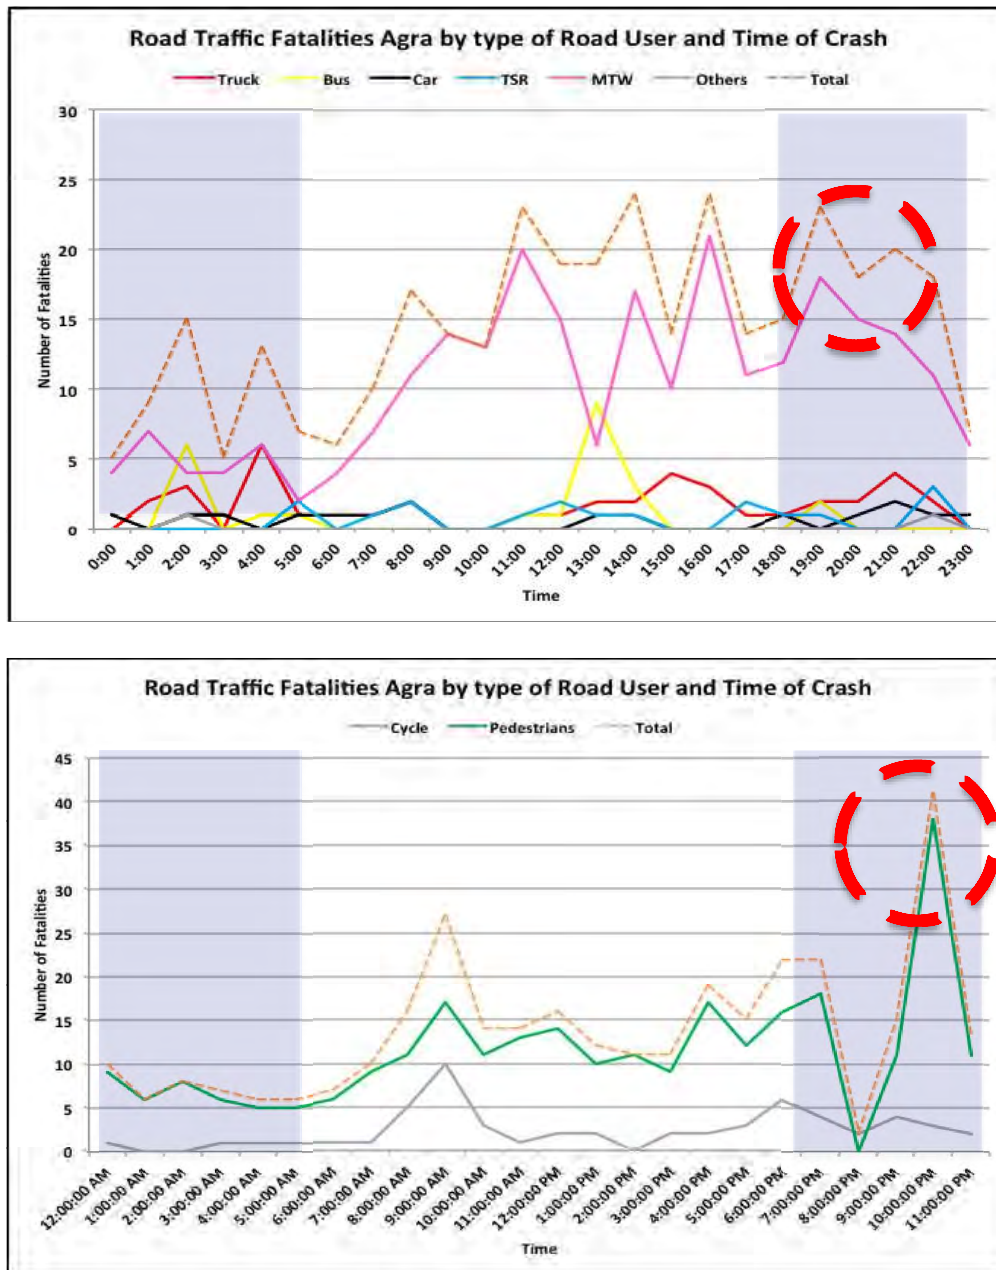 Road Traffic Fatalities Agra by type of Road User and Time of Crash
Truck Bus Car TSR MTW Others Total
30
25
20
15
10
5
0
Number of Fatalities
0:00 1:00 2:00 3:00 4:00 5:00 6:00 7:00 8:00 9:00 10:00 11:00 12:00 13:00 14:00 15:00 16:00 17:00 18:00 19:00 20:00 21:00 22:00 23:00
Time
Road Traffic Fatalities Agra by type of Road User and Time of Crash
Cycle Pedestrians Total
45
40
35
30
25
20
15
10
5
0
Number of Fatalities
12:00:00 AM 1:00:00 AM 2:00:00 AM 3:00:00 AM 4:00:00 AM 5:00:00 AM 6:00:00 AM 7:00:00 AM 8:00:00 AM 9:00:00 AM 10:00:00 AM 11:00:00 AM 12:00:00 PM 1:00:00 PM 2:00:00 PM 3:00:00 PM 4:00:00 PM 5:00:00 PM 6:00:00 PM 7:00:00 PM 8:00:00 PM 9:00:00 PM 10:00:00 PM 11:00:00 PM
Time